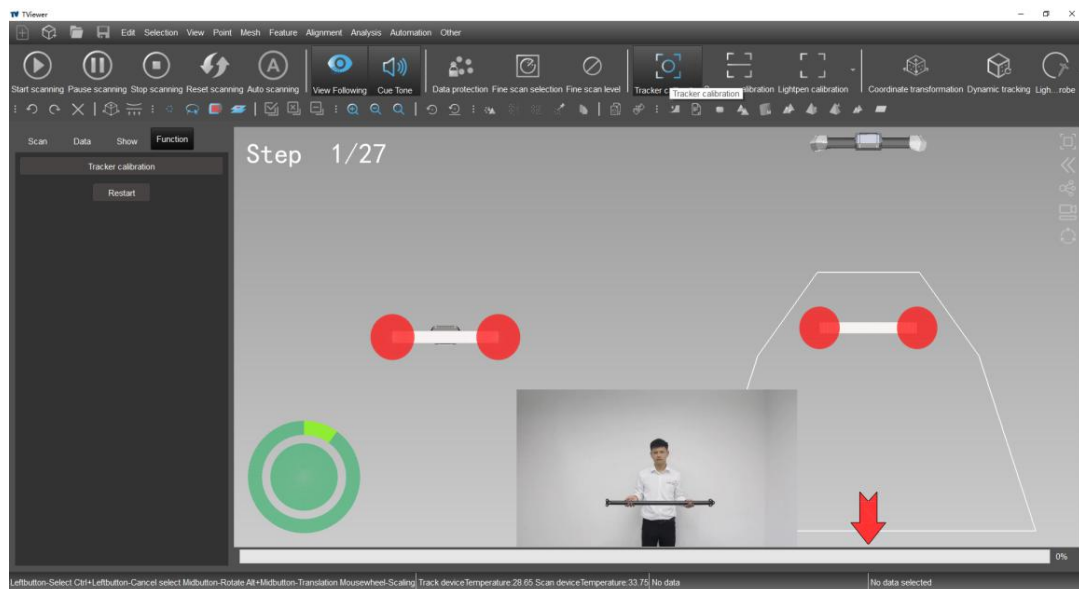 TViewer
Edit Selection View Point Mesh Feature Alignment Analysis Automation Other
Start scanning Pause scanning Stop scanning Reset scanning Auto scanning View Following Cue Tone Data protection Fine scan selection Fine scan level Tracker c libration Lightpen calibration Coordinate transformation Dynamic tracking Ligh...robe
Tracker calibration
Scan Data Show Function
Tracker calibration
Restart
Step 1/27
0%
Leftbutton-Select Ctrl+Leftbutton-Cancel select Midbutton-Rotate Alt+Midbutton-Translation Mousewheel-Scaling Track deviceTemperature:28.65 Scan deviceTemperature:33.75 No data No data selected